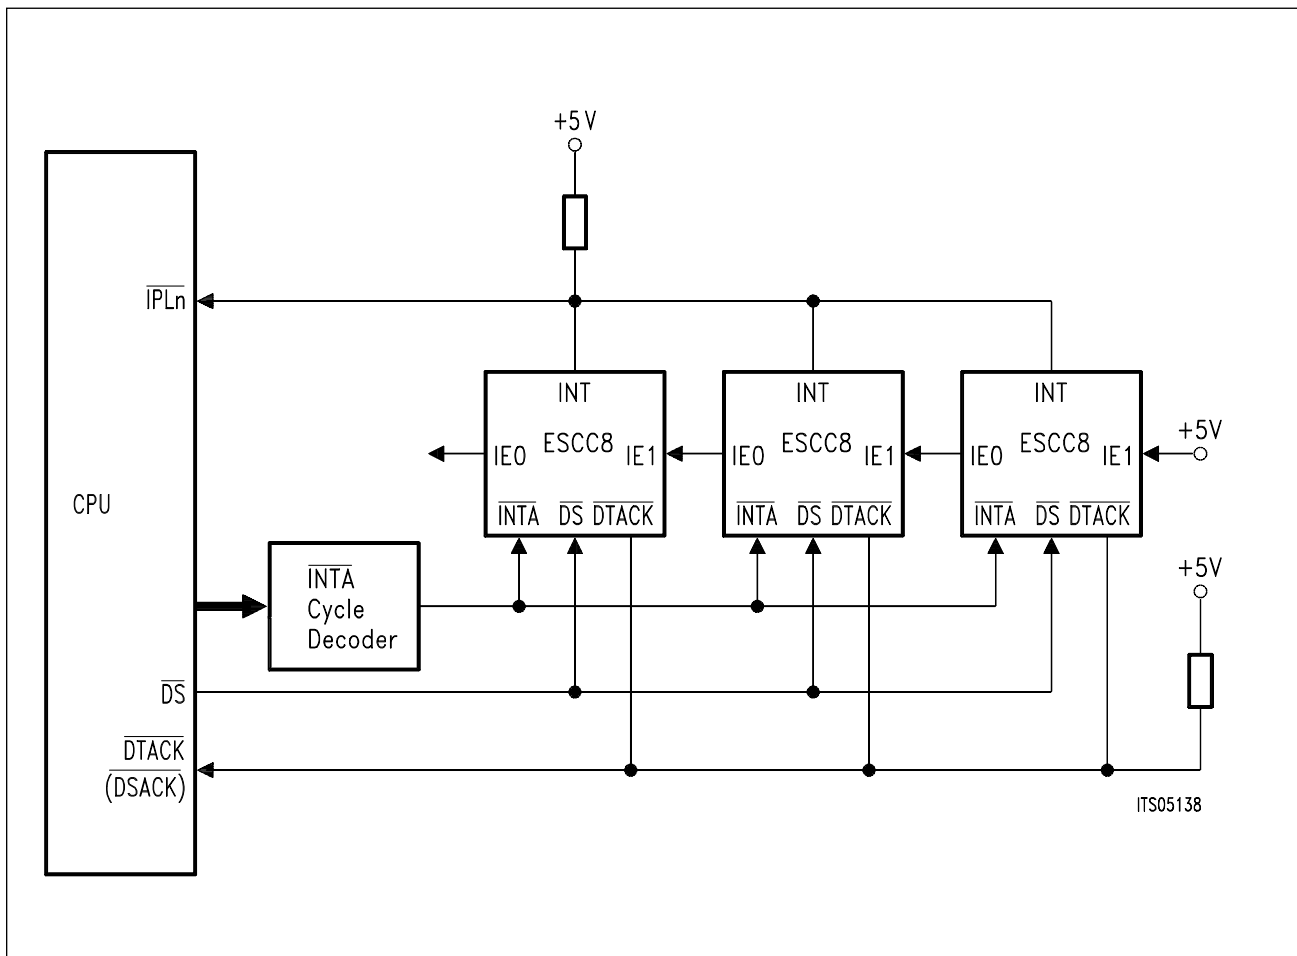 +5V
IPLn
INT
INT
INT
ESCC8
ESCC8
ESCC8
+5V
IE0
IE1
IE0
IE1
IE0
IE1
CPU
INTA DS DTACK
INTA DS DTACK
INTA DS DTACK
INTA
Cycle
Decoder
+5V
DS
DTACK
(DSACK)
ITS05138